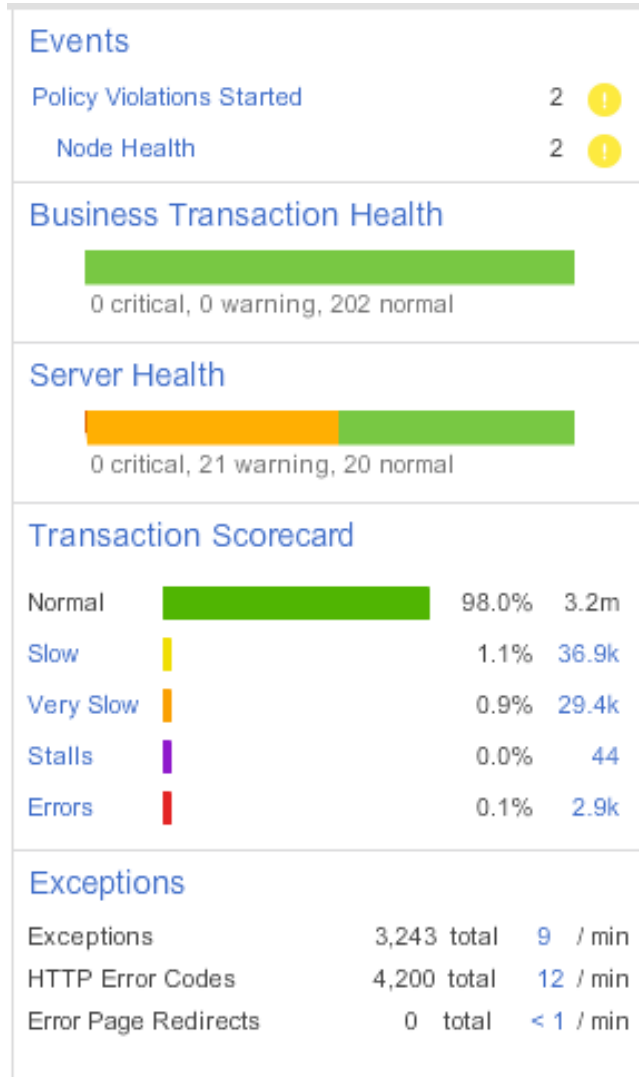 Events
Policy Violations Started 2 !
Node Health 2 !
Business Transaction Health
0 critical, 0 warning, 202 normal
Server Health
0 critical, 21 warning, 20 normal
Transaction Scorecard
Normal 98.0% 3.2m
Slow 1.1% 36.9k
Very Slow 0.9% 29.4k
Stalls 0.0% 44
Errors 0.1% 2.9k
Exceptions
Exceptions 3,243 total 9 / min
HTTP Error Codes 4,200 total 12 / min
Error Page Redirects 0 total < 1 / min